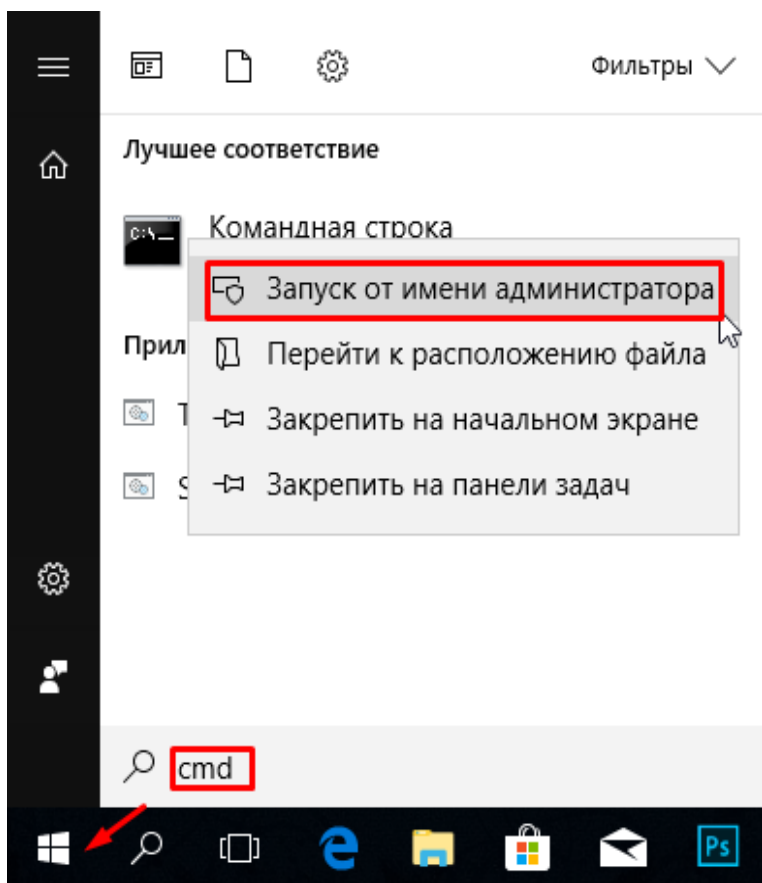 Фильтры
Лучшее соответствие
C:\
Командная строка
Запуск от имени администратора
Прил
Перейти к расположению файла
Закрепить на начальном экране
Закрепить на панели задач
cmd
Ps